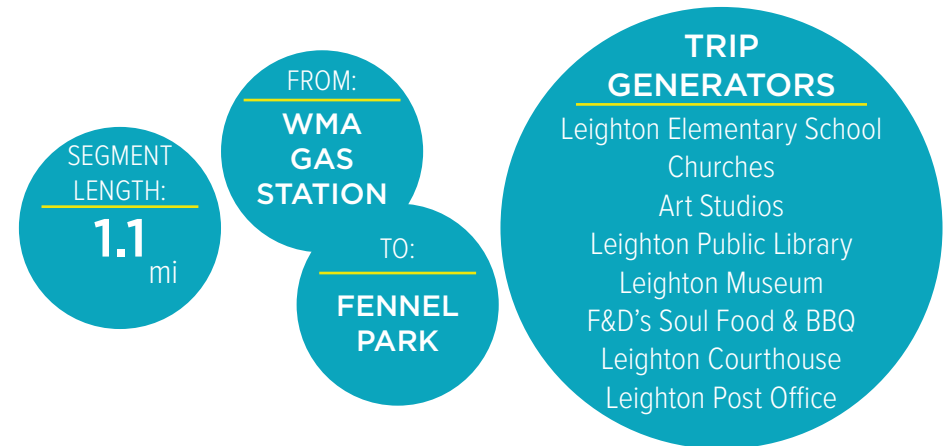 SEGMENT
LENGTH:
1.1
mi
FROM:
WMA
GAS
STATION
TO:
FENNEL
PARK
TRIP
GENERATORS
Leighton Elementary School
Churches
Art Studios
Leighton Public Library
Leighton Museum
F&D's Soul Food & BBQ
Leighton Courthouse
Leighton Post Office